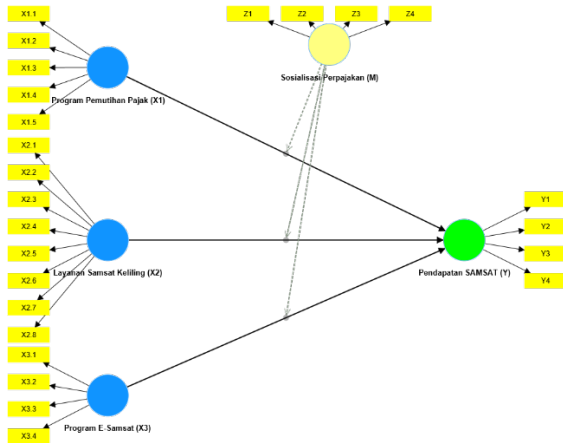 X1.1
X1.2
X1.3
X1.4
X1.5
Program Pemutihan Pajak (X1)
Z1
Z2
Z3
Z4
Sosialisasi Perpajakan (M)
X2.1
X2.2
X2.3
X2.4
X2.5
X2.6
X2.7
X2.8
Layanan Samsat Keliling (X2)
Y1
Y2
Y3
Y4
Pendapatan SAMSAT (Y)
X3.1
X3.2
X3.3
X3.4
Program E-Samsat (X3)